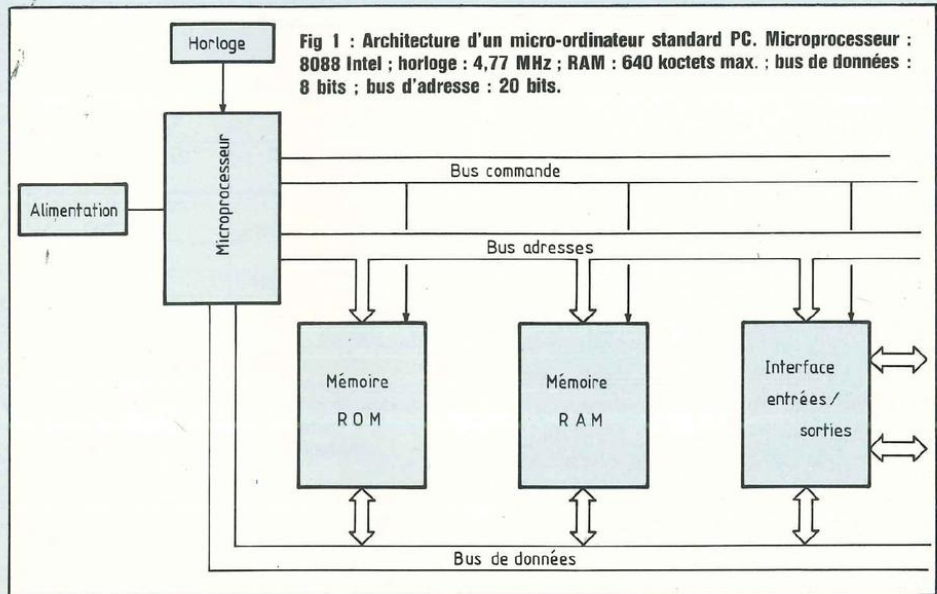 Fig 1 : Architecture d'un micro-ordinateur standard PC. Microprocesseur :
8088 Intel ; horloge : 4,77 MHz ; RAM : 640 koctets max. ; bus de données :
8 bits ; bus d'adresse : 20 bits.
Horloge
Microprocesseur
Alimentation
Bus commande
Bus adresses
Mémoire
ROM
Mémoire
RAM
Interface
entrées/
sorties
Bus de données